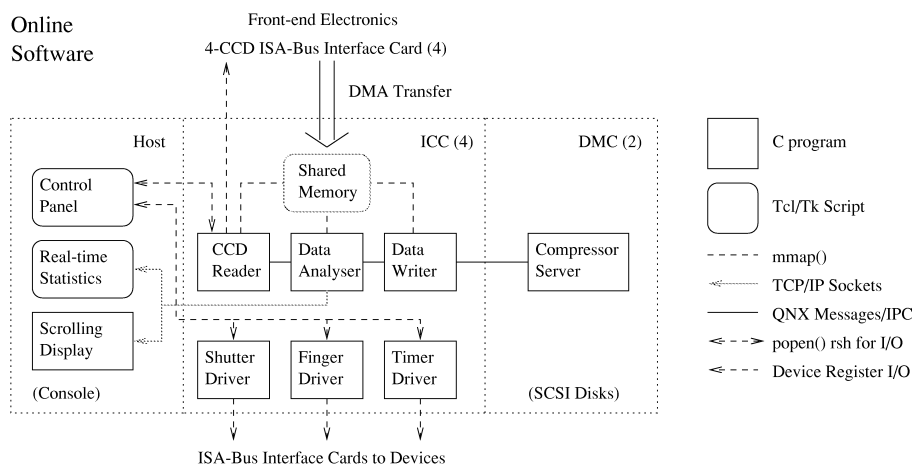 Online
Software
Front-end Electronics
4-CCD ISA-Bus Interface Card (4)
DMA Transfer
Host
ICC (4)
DMC (2)
Control
Panel
Shared
Memory
Real-time
Statistics
CCD
Reader
Data
Analyser
Data
Writer
Compressor
Server
Scrolling
Display
Shutter
Driver
Finger
Driver
Timer
Driver
(Console)
(SCSI Disks)
ISA-Bus Interface Cards to Devices
C program
Tcl/Tk Script
mmap()
TCP/IP Sockets
QNX Messages/IPC
popen() rsh for I/O
Device Register I/O